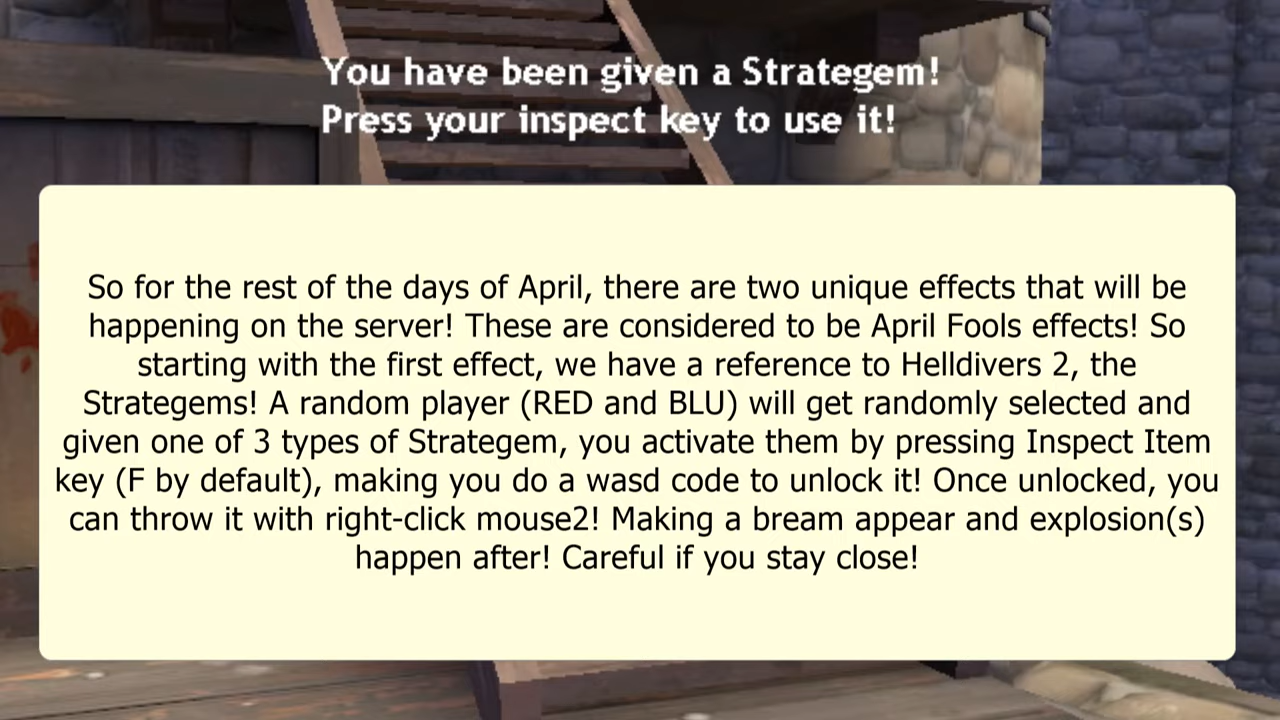 You have been given a Strategem!
Press your inspect key to use it!
So for the rest of the days of April, there are two unique effects that will be
happening on the server! These are considered to be April Fools effects! So
starting with the first effect, we have a reference to Helldivers 2, the
Strategems! A random player (RED and BLU) will get randomly selected and
given one of 3 types of Strategem, you activate them by pressing Inspect Item
key (F by default), making you do a wasd code to unlock it! Once unlocked, you
can throw it with right-click mouse2! Making a bream appear and explosion(s)
happen after! Careful if you stay close!